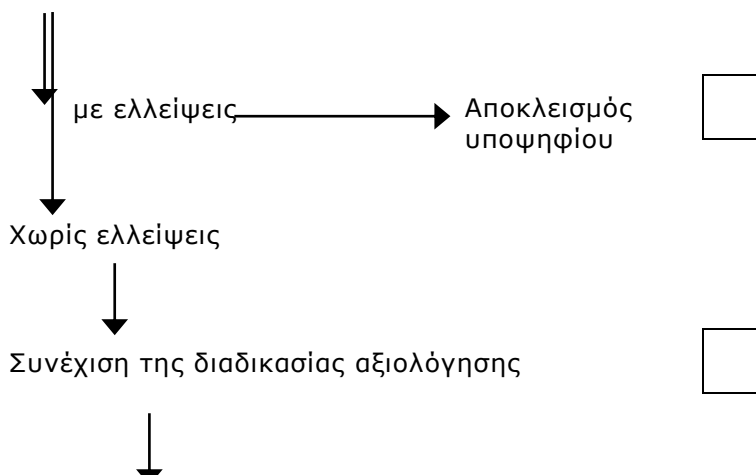 με ελλείψεις
Αποκλεισμός
υποψηφίου
Χωρίς ελλείψεις
Συνέχιση της διαδικασίας αξιολόγησης